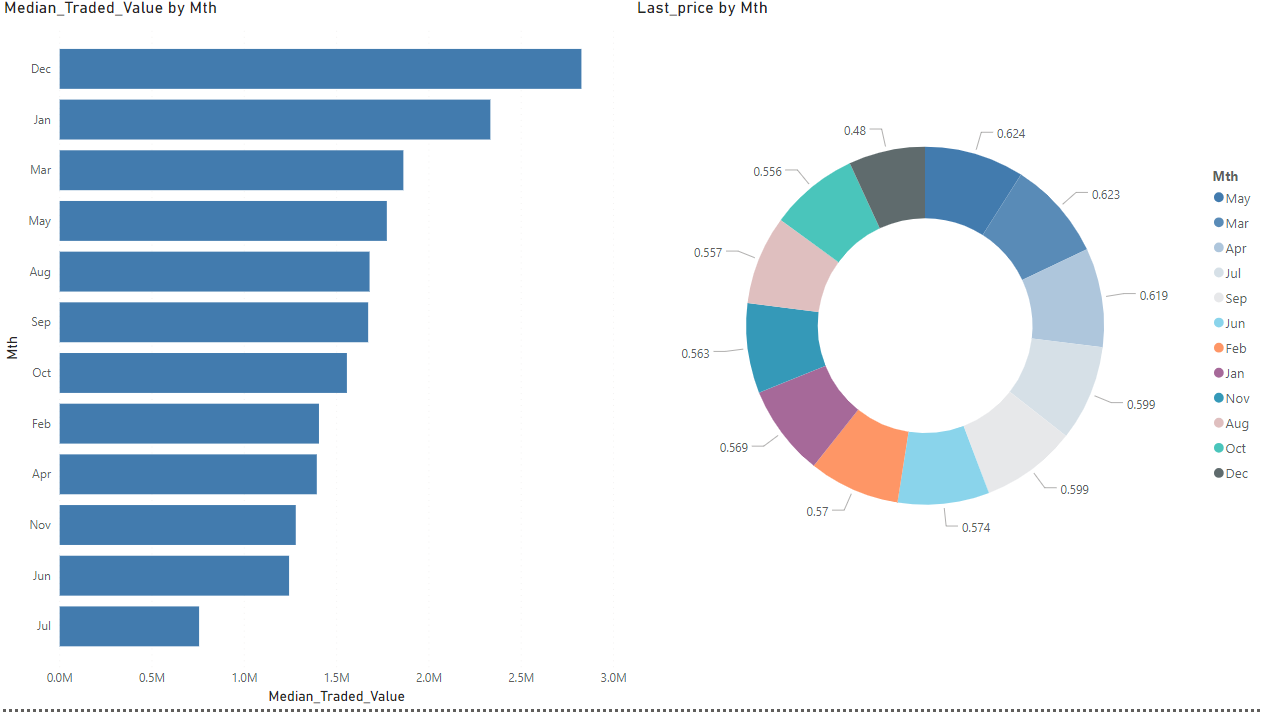 Median_Traded_Value by Mth
Dec
Jan
Mar
May
Aug
Sep
Oct
Feb
Apr
Nov
Jun
Jul
Mth
0.0M 0.5M 1.0M 1.5M 2.0M 2.5M 3.0M
Median_Traded_Value
Last_price by Mth
0.624
0.623
0.619
0.599
0.599
0.574
0.57
0.569
0.563
0.557
0.556
0.48
Mth
May
Mar
Apr
Jul
Sep
Jun
Feb
Jan
Nov
Aug
Oct
Dec